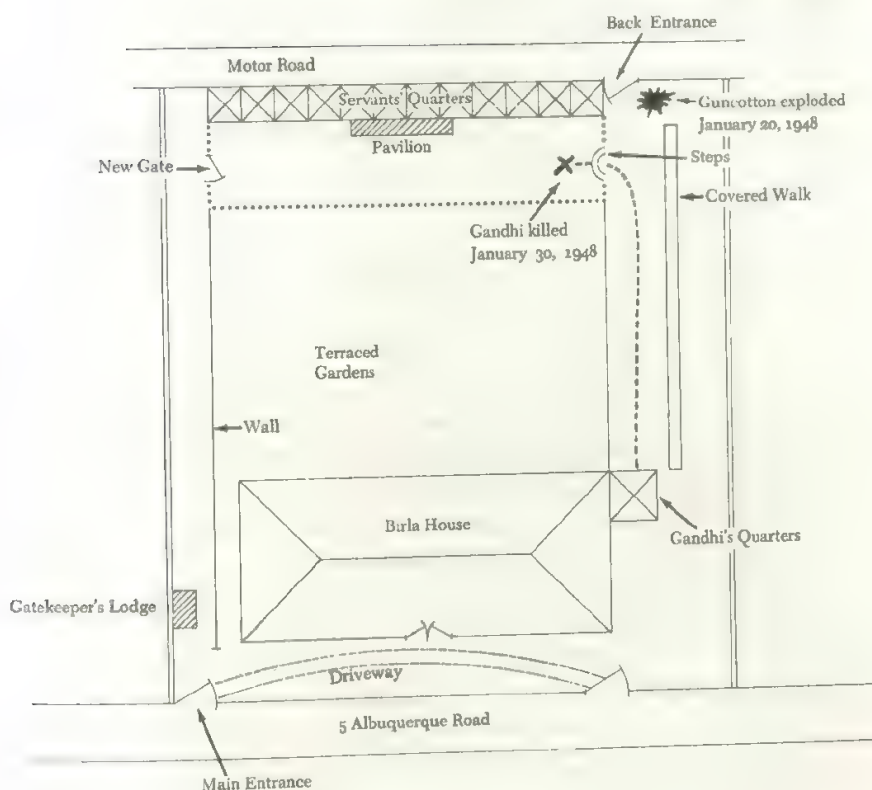 Back Entrance
Motor Road
Servants' Quarters
Guncotton exploded
January 20, 1948
Pavilion
New Gate
Steps
Covered Walk
Gandhi killed
January 30, 1948
Terraced
Gardens
Wall
Birla House
Gandhi's Quarters
Gatekeeper's Lodge
Driveway
5 Albuquerque Road
Main Entrance